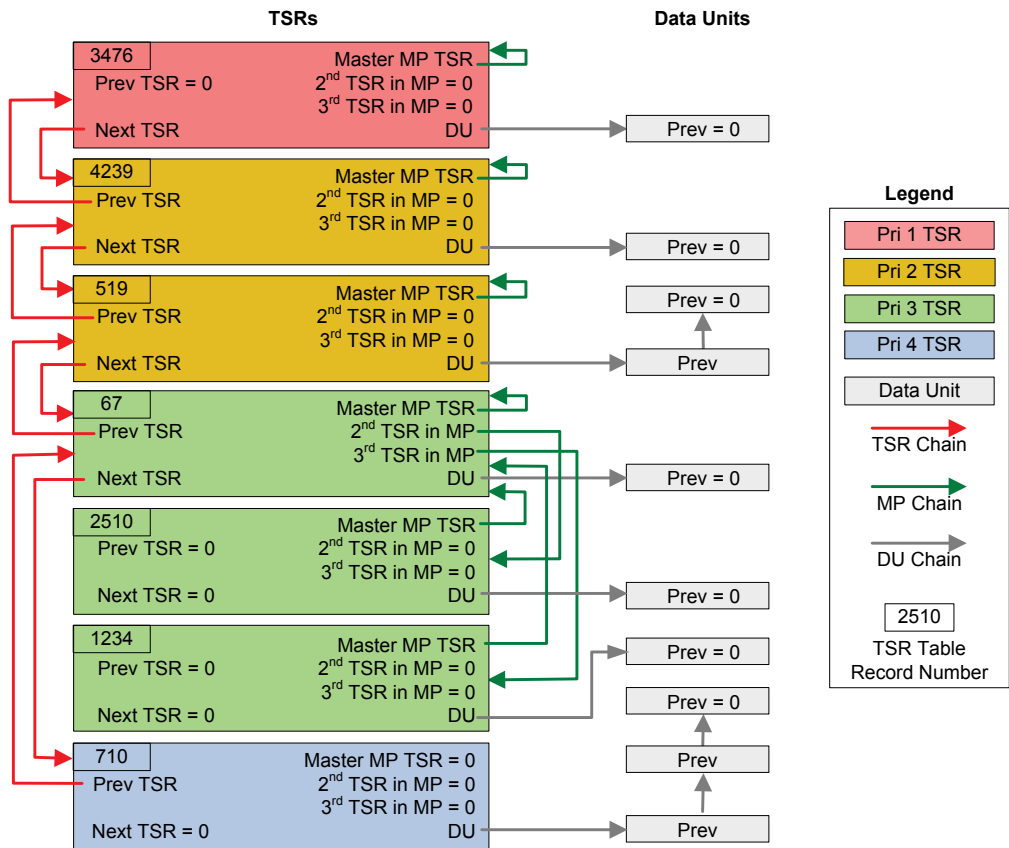 TSRs
Data Units
3476
Master MP TSR
Prev TSR = 0
2nd TSR in MP = 0
3rd TSR in MP = 0
Next TSR
DU
Prev = 0
4239
Master MP TSR
Prev TSR
2nd TSR in MP = 0
3rd TSR in MP = 0
Next TSR
DU
Prev = 0
519
Master MP TSR
Prev = 0
Prev TSR
2nd TSR in MP = 0
3rd TSR in MP = 0
Next TSR
DU
Prev
67
Master MP TSR
Prev TSR
2nd TSR in MP
3rd TSR in MP
Next TSR
DU
Prev = 0
2510
Master MP TSR
Prev TSR = 0
2nd TSR in MP = 0
3rd TSR in MP = 0
Next TSR = 0
DU
Prev = 0
1234
Master MP TSR
Prev = 0
Prev TSR = 0
2nd TSR in MP = 0
3rd TSR in MP = 0
Prev = 0
Next TSR = 0
DU
710
Master MP TSR = 0
Prev
Prev TSR
2nd TSR in MP = 0
3rd TSR in MP = 0
Next TSR = 0
DU
Prev
Legend
Pri 1 TSR
Pri 2 TSR
Pri 3 TSR
Pri 4 TSR
Data Unit
TSR Chain
MP Chain
DU Chain
2510
TSR Table
Record Number